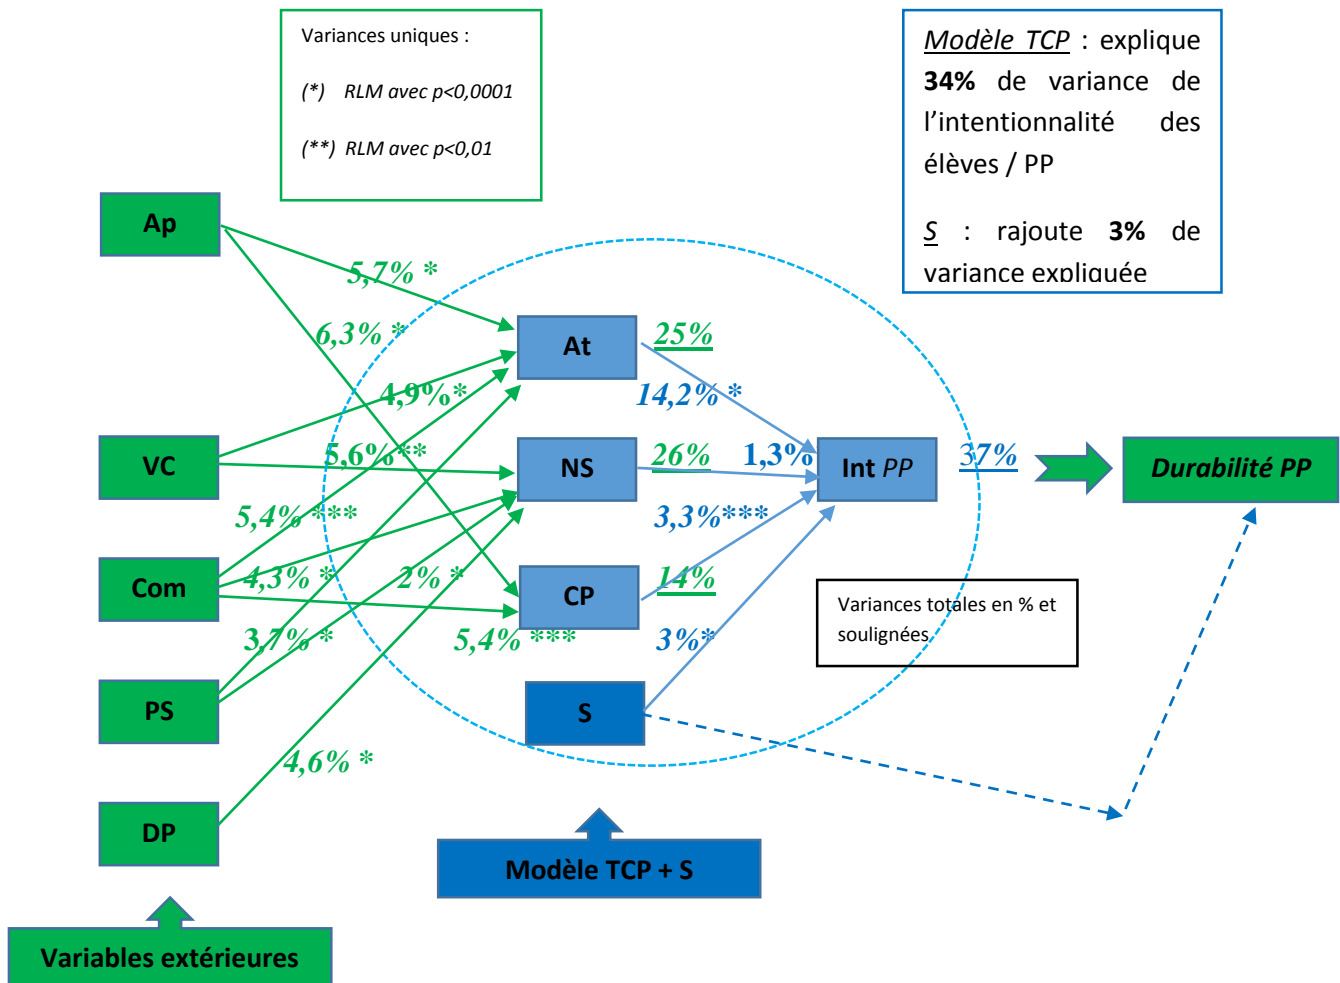 Variances uniques :
(*) RLM avec p<0,0001
(**) RLM avec p<0,01
Modèle TCP : explique
34% de variance de
l'intentionnalité des
élèves / PP
S : rajoute 3% de
variance expliquée
Ap
5,7% *
6,3% *
At
25%
14,2% *
4,9%*
VC
5,6%**
NS
26%
1,3%
Int PP
37%
Durabilité PP
5,4% ***
3,3%***
Com
4,3% *
2% *
CP
14%
Variances totales en % et
soulignées
3,7% *
5,4% ***
3%*
PS
S
4,6% *
DP
Modèle TCP + S
Variables extérieures